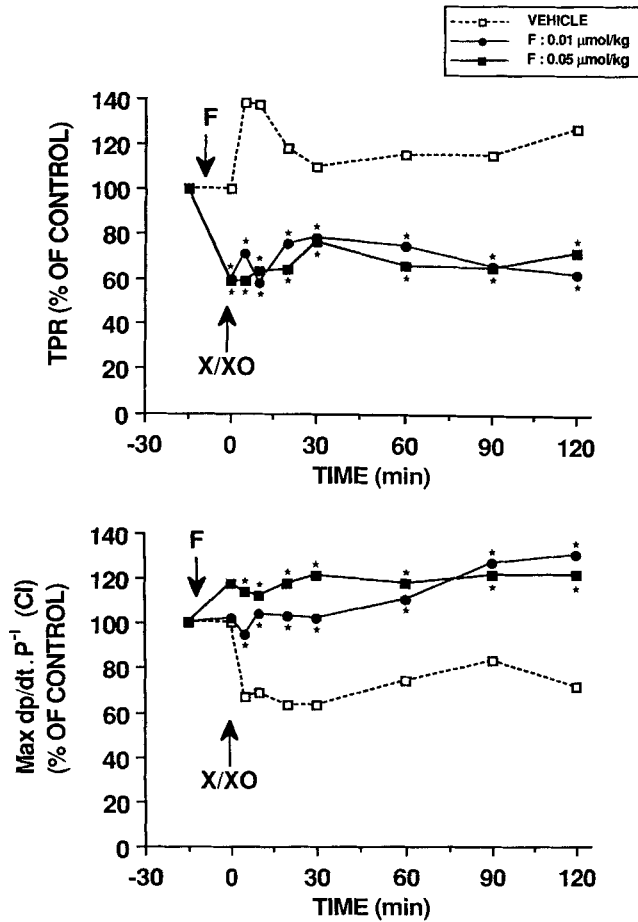 VEHICLE
F : 0.01 μmol/kg
F : 0.05 μmol/kg
TPR (% OF CONTROL)
140
120
100
80
60
40
20
0
F
X/XO
-30
0
30
60
90
120
TIME (min)
Max dp/dt.P⁻¹ (CI)
(% OF CONTROL)
140
120
100
80
60
40
20
0
F
X/XO
-30
0
30
60
90
120
TIME (min)